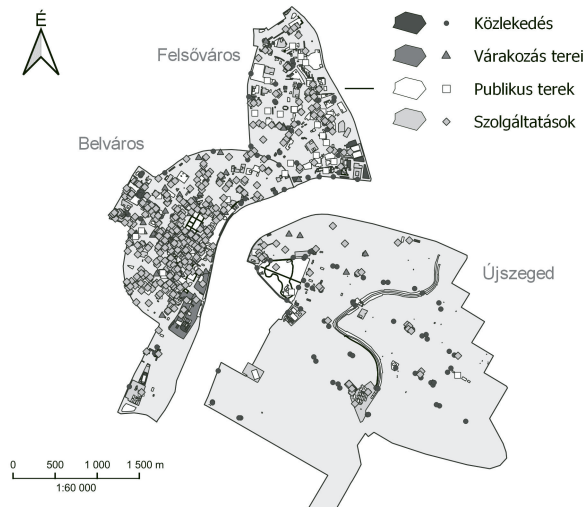 É
Felsőváros
Belváros
Újszeged
Közlekedés
Várakozás terei
Publikus terek
Szolgáltatások
0 500 1 000 1 500 m
1:60 000